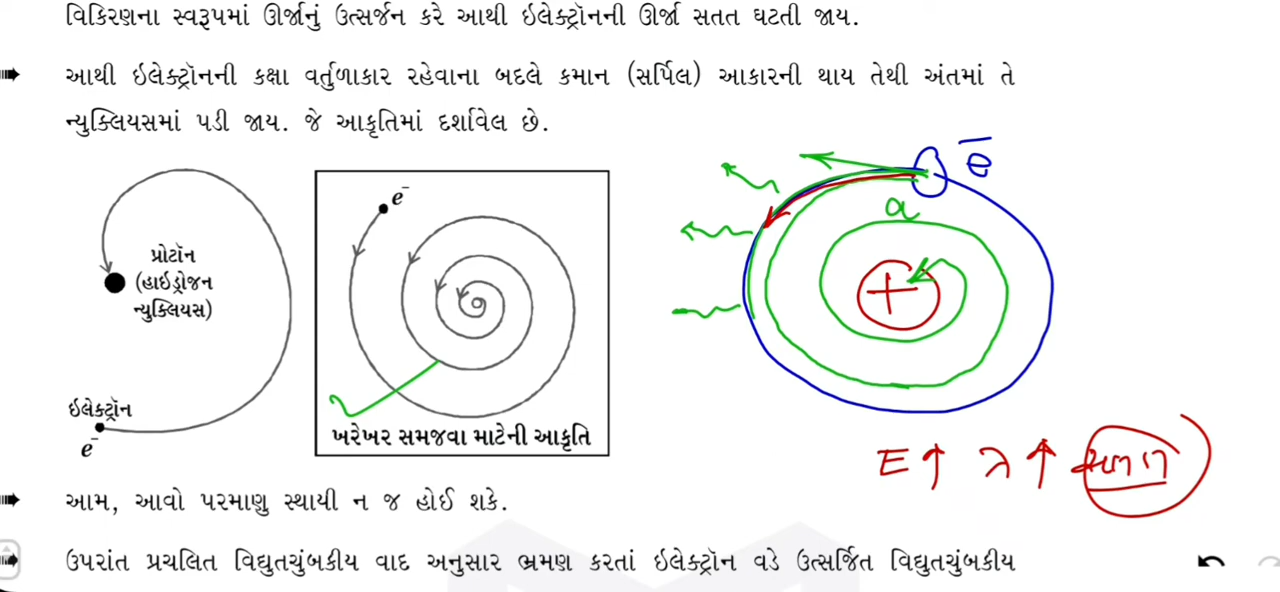 વિકિરણના સ્વરૂપમાં ઊર્જાનું ઉત્સર્જન કરે આથી ઇલેક્ટ્રૉનની ઊર્જા સતત ઘટતી જાય.
આથી ઇલેક્ટ્રૉનની કક્ષા વર્તુળાકાર રહેવાના બદલે કમાન (સર્પિલ) આકારની થાય તેથી અંતમાં તે
ન્યુક્લિયસમાં પડી જાય. જે આકૃતિમાં દર્શાવેલ છે.
પ્રોટૉન
(હાઇડ્રોજન
ન્યુક્લિયસ)
ઇલેક્ટ્રૉન
e⁻
e⁻
ખરેખર સમજવા માટેની આકૃતિ
e⁻
a
+
E↑ λ↑ સતત
આમ, આવો પરમાણુ સ્થાયી ન જ હોઈ શકે.
ઉપરાંત પ્રચલિત વિદ્યુતચુંબકીય વાદ અનુસાર ભ્રમણ કરતાં ઇલેક્ટ્રૉન વડે ઉત્સર્જિત વિદ્યુતચુંબકીય